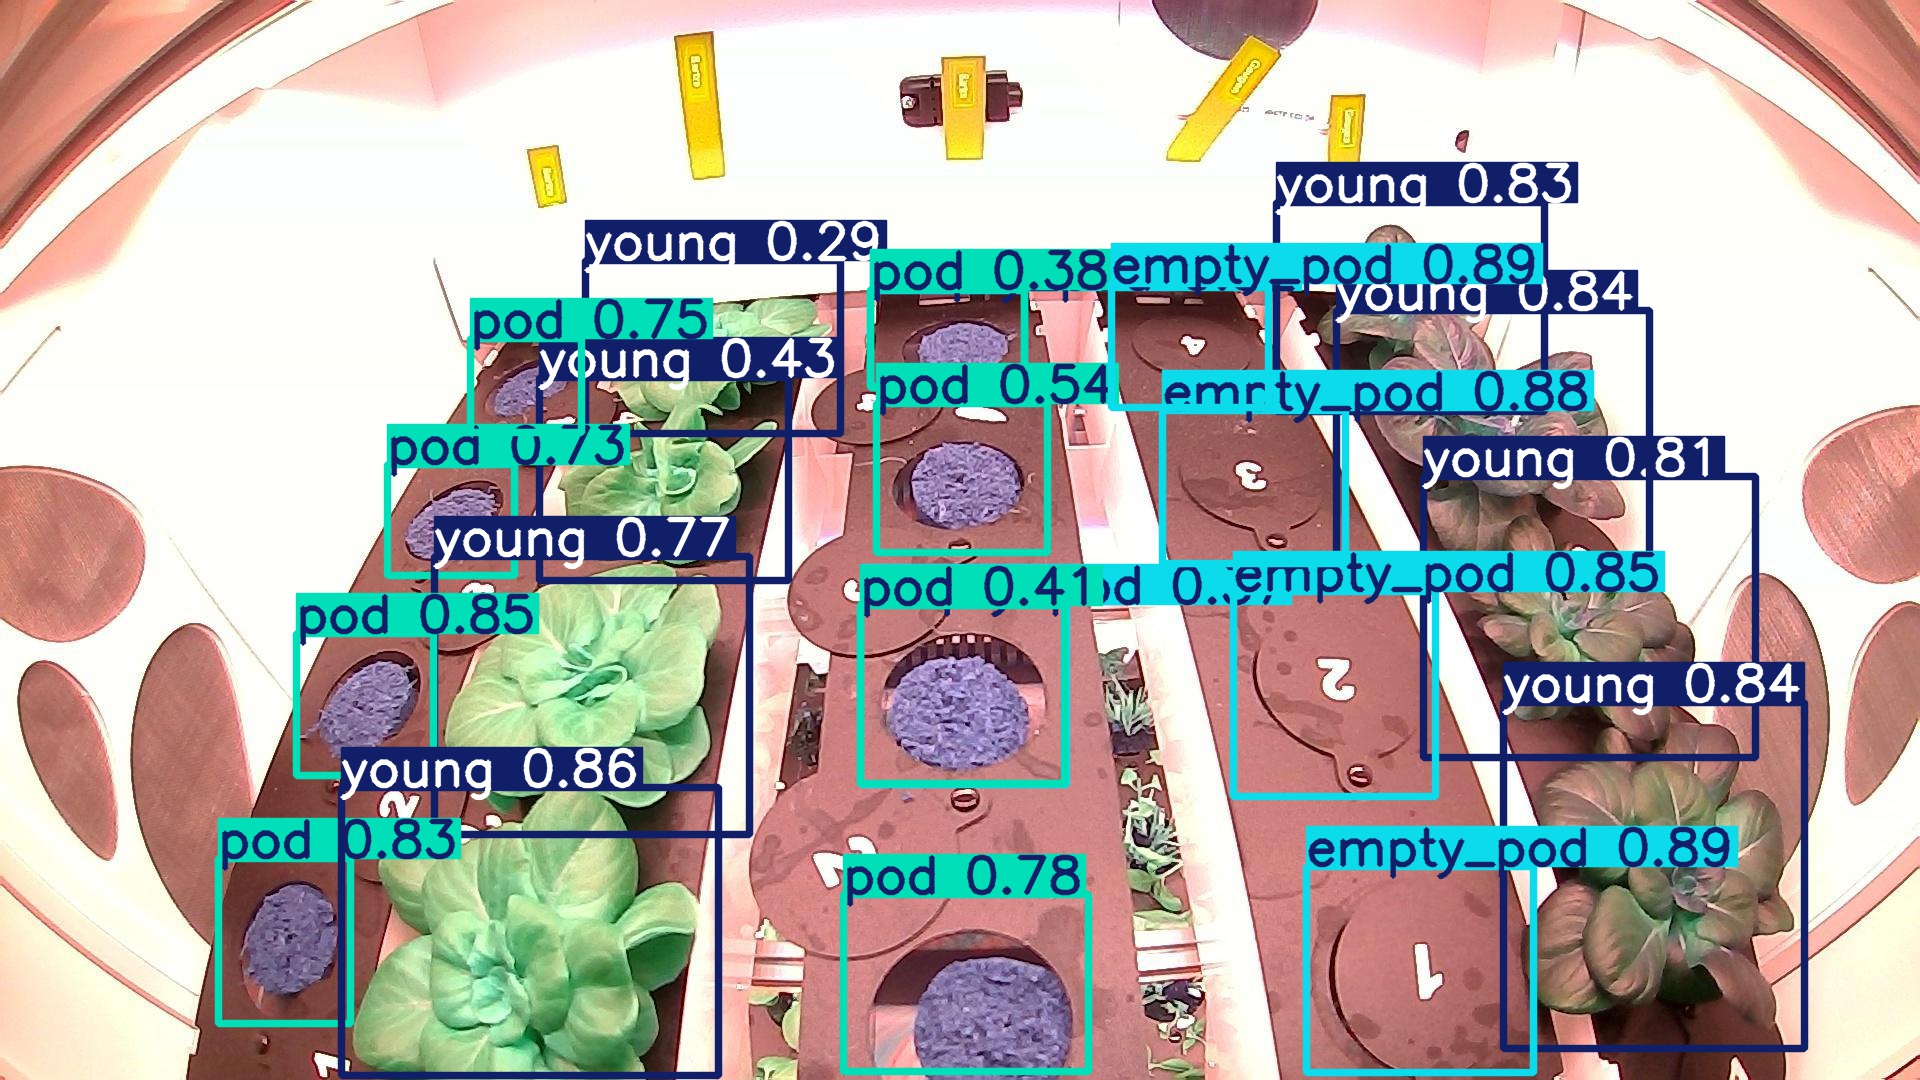 young 0.83
young 0.29
pod 0.38
empty_pod 0.89
young 0.84
pod 0.75
young 0.43
pod 0.54
empty_pod 0.88
pod 0.73
young 0.81
young 0.77
pod 0.41
empty_pod 0.85
pod 0.85
young 0.84
young 0.86
pod 0.83
empty_pod 0.89
pod 0.78
4
3
2
2
1